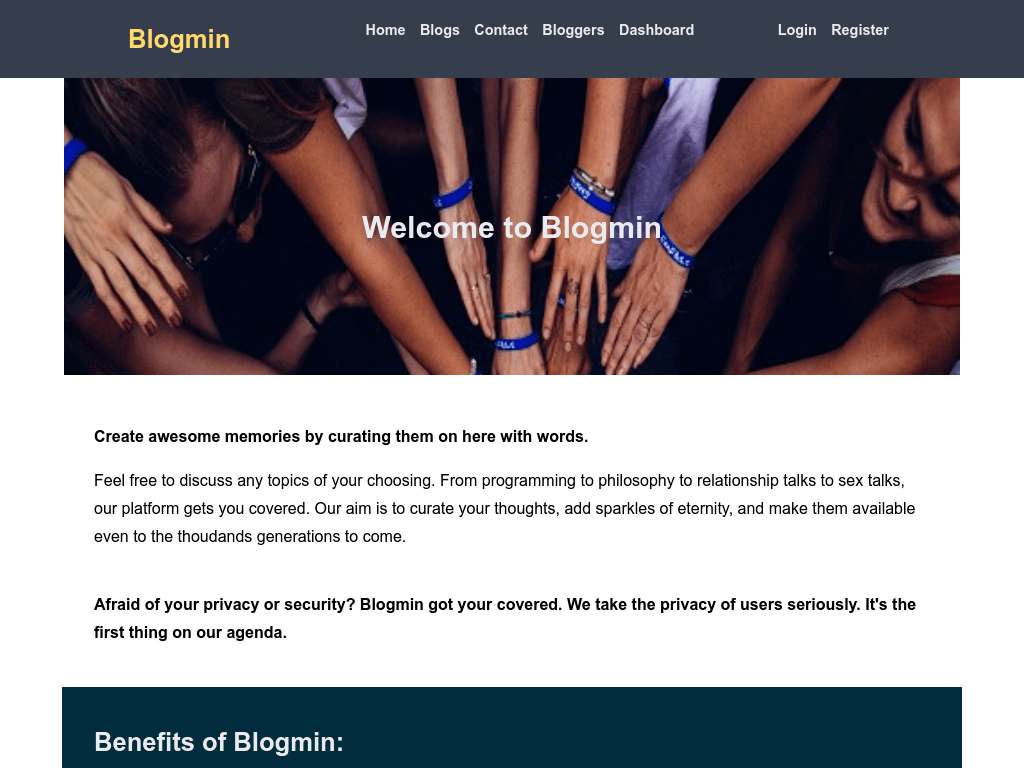 Blogmin
Home Blogs Contact Bloggers Dashboard Login Register
Welcome to Blogmin
Create awesome memories by curating them on here with words.
Feel free to discuss any topics of your choosing. From programming to philosophy to relationship talks to sex talks,
our platform gets you covered. Our aim is to curate your thoughts, add sparkles of eternity, and make them available
even to the thoudands generations to come.
Afraid of your privacy or security? Blogmin got your covered. We take the privacy of users seriously. It's the
first thing on our agenda.
Benefits of Blogmin: